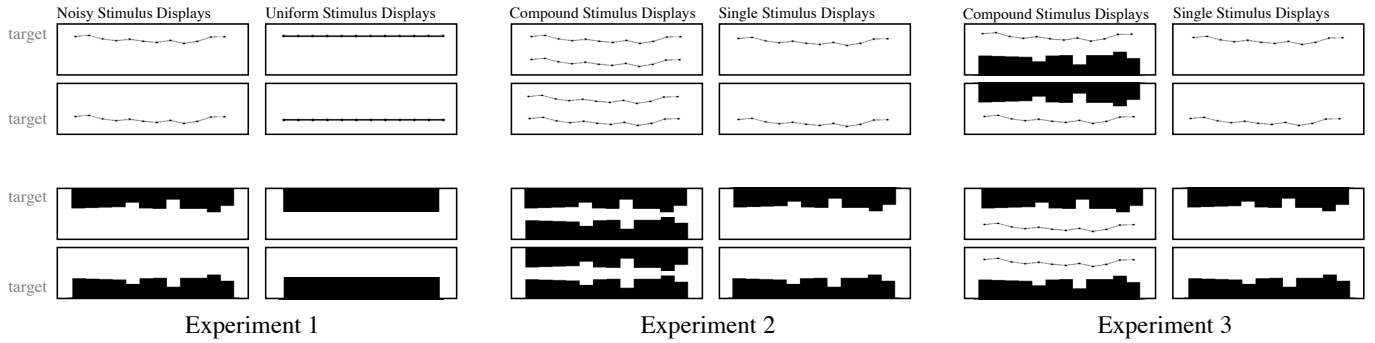 Noisy Stimulus Displays Uniform Stimulus Displays Compound Stimulus Displays Single Stimulus Displays Compound Stimulus Displays Single Stimulus Displays
target
target
target
target
Experiment 1 Experiment 2 Experiment 3